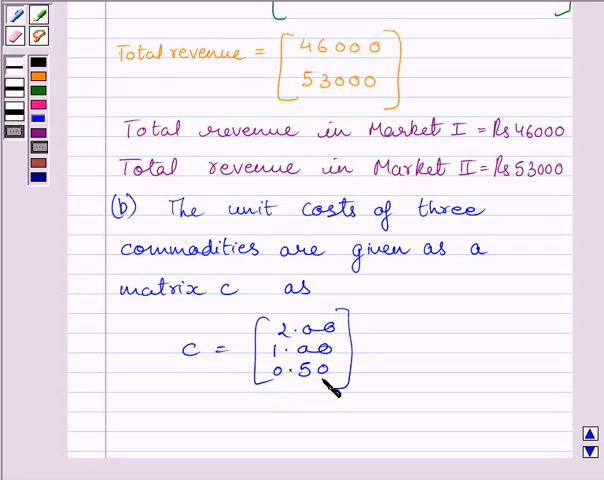 Total revenue = [46000
53000]
Total revenue in Market I = Rs 46000
Total revenue in Market II = Rs 53000
(b) The unit costs of three
commodities are given as a
matrix c as
C = [2.00
1.00
0.50]